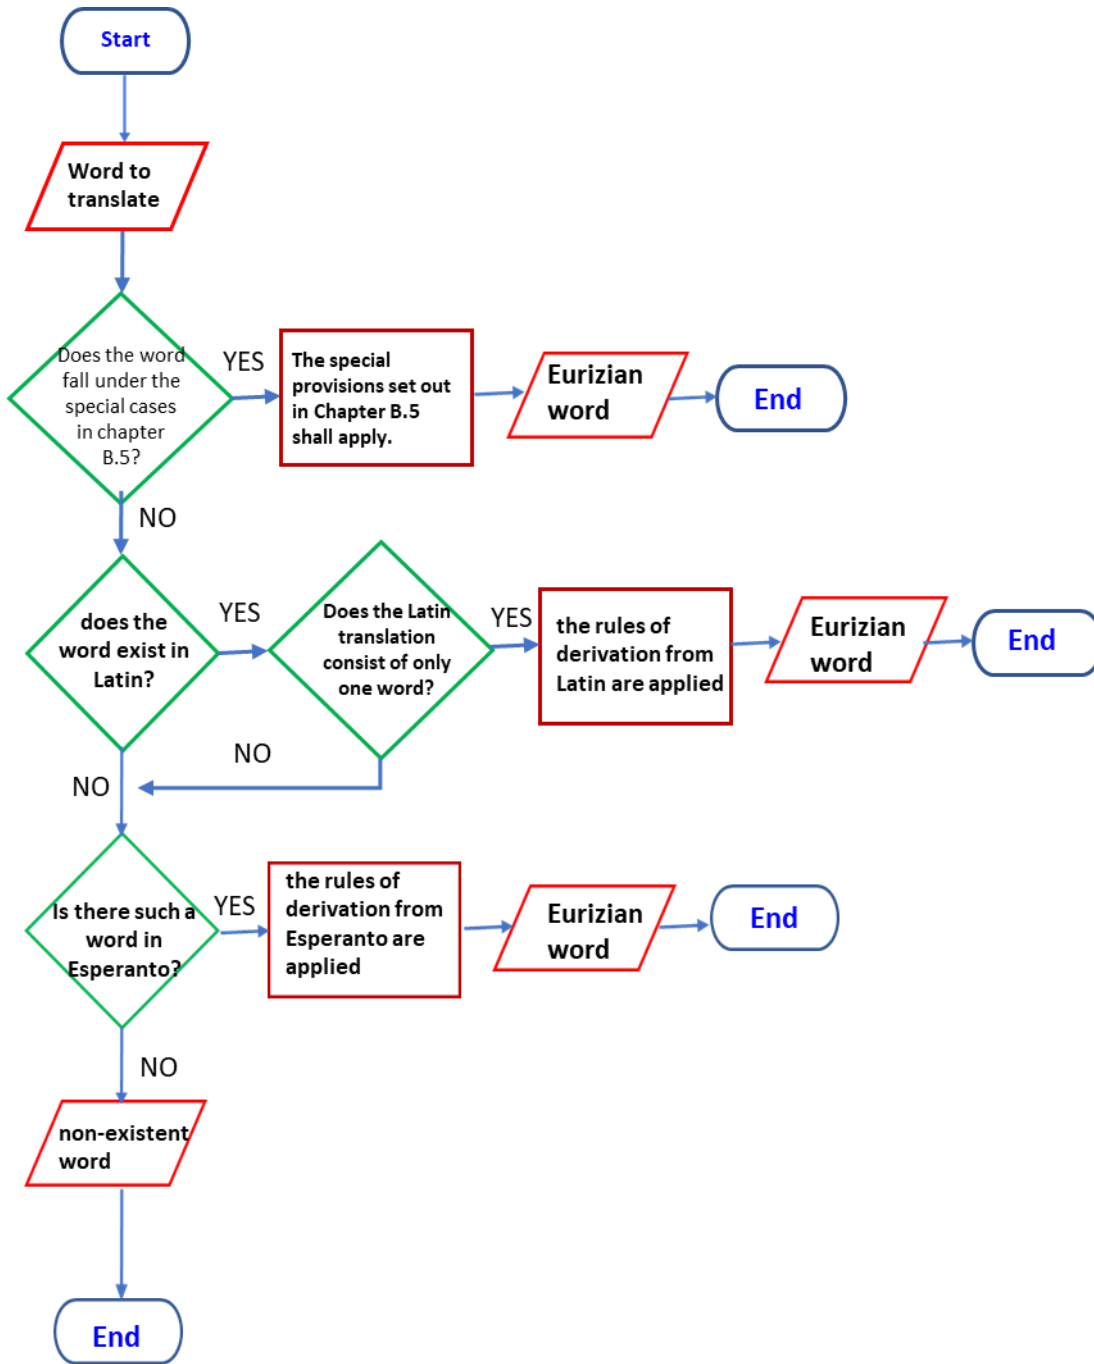 Start
Word to
translate
Does the word
fall under the
special cases
in chapter
B.5?
YES
The special
provisions set out
in Chapter B.5
shall apply.
Eurizian
word
End
NO
does the
word exist in
Latin?
YES
Does the Latin
translation
consist of only
one word?
YES
the rules of
derivation from
Latin are applied
Eurizian
word
End
NO
NO
Is there such a
word in
Esperanto?
YES
the rules of
derivation from
Esperanto are
applied
Eurizian
word
End
NO
non-existent
word
End